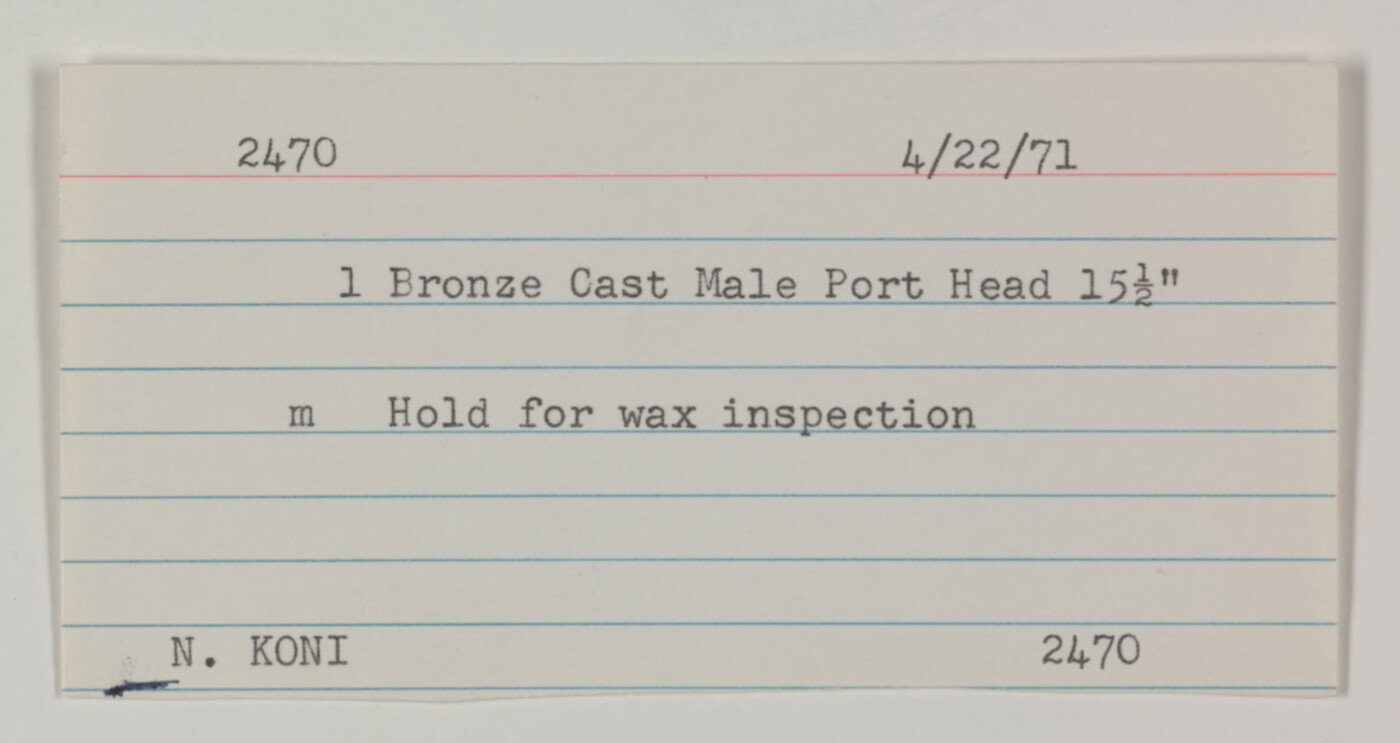 2470 4/22/71
1 Bronze Cast Male Port Head 15½"
m Hold for wax inspection
N. KONI 2470